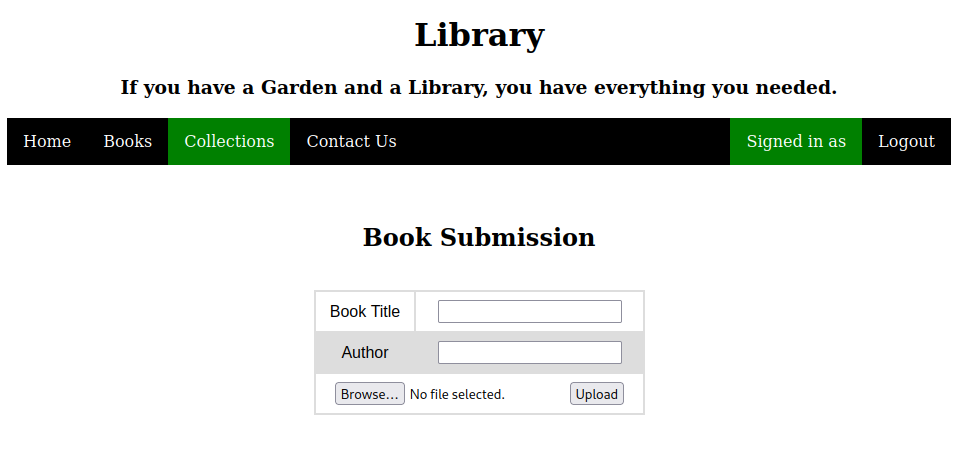 Library
If you have a Garden and a Library, you have everything you needed.
Home Books Collections Contact Us Signed in as Logout
Book Submission
Book Title
Author
Browse... No file selected. Upload